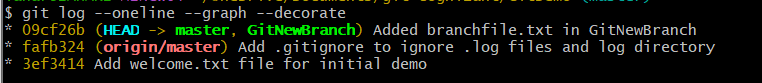 $ git log --oneline --graph --decorate
* 09cf26b (HEAD -> master, GitNewBranch) Added branchfile.txt in GitNewBranch
* fafb324 (origin/master) Add .gitignore to ignore .log files and log directory
* 3ef3414 Add welcome.txt file for initial demo